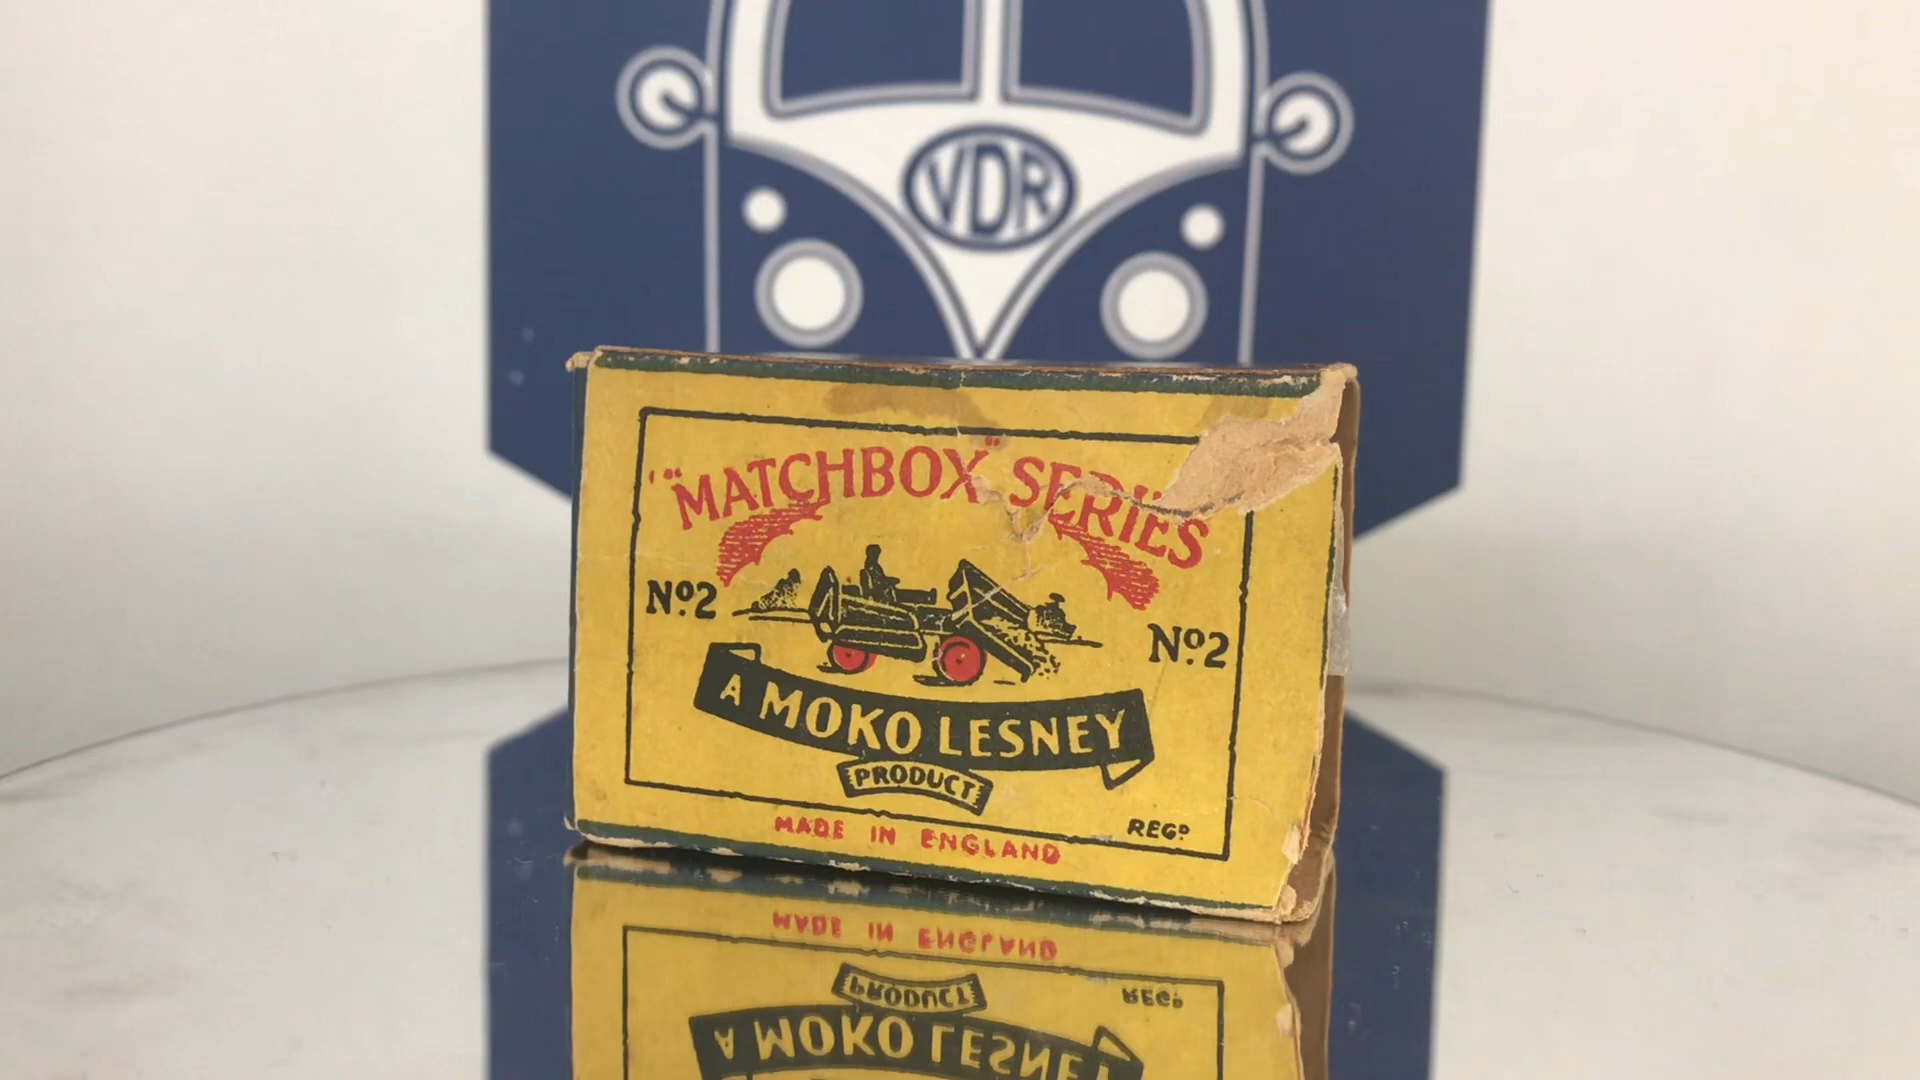 VDR
"MATCHBOX" SERIES
Nº2
Nº2
A MOKO LESNEY
PRODUCT
MADE IN ENGLAND
REGD